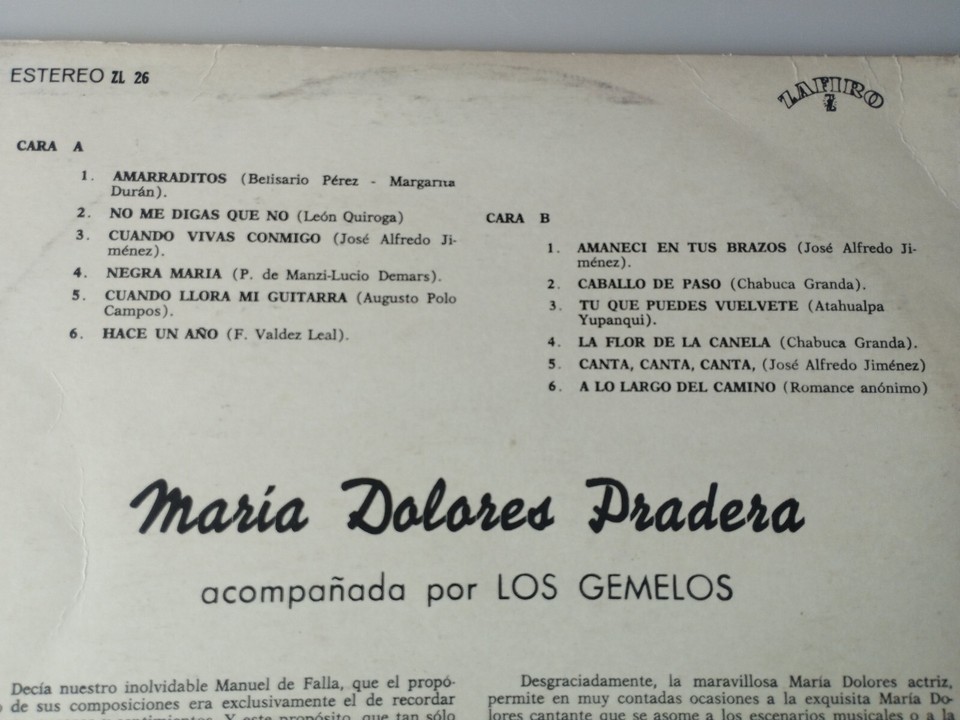 ESTEREO ZL 26
ZAFIRO
Z
CARA A
1. AMARRADITOS (Belisario Pérez - Margarita
Durán).
2. NO ME DIGAS QUE NO (León Quiroga)
3. CUANDO VIVAS CONMIGO (José Alfredo Ji-
ménez).
4. NEGRA MARIA (P. de Manzi-Lucio Demars).
5. CUANDO LLORA MI GUITARRA (Augusto Polo
Campos).
6. HACE UN AÑO (F. Valdez Leal).
CARA B
1. AMANECI EN TUS BRAZOS (José Alfredo Ji-
ménez).
2. CABALLO DE PASO (Chabuca Granda).
3. TU QUE PUEDES VUELVETE (Atahualpa
Yupanqui).
4. LA FLOR DE LA CANELA (Chabuca Granda).
5. CANTA, CANTA, CANTA, (José Alfredo Jiménez)
6. A LO LARGO DEL CAMINO (Romance anónimo)
María Dolores Pradera
acompañada por LOS GEMELOS
Decía nuestro inolvidable Manuel de Falla, que el propó-
de sus composiciones era exclusivamente el de recordar
y sentimientos. Y este propósito, que tan sólo
Desgraciadamente, la maravillosa María Dolores actriz,
permite en muy contadas ocasiones a la exquisita María Do-
lores cantante que se asome a los escenarios musicales o a la